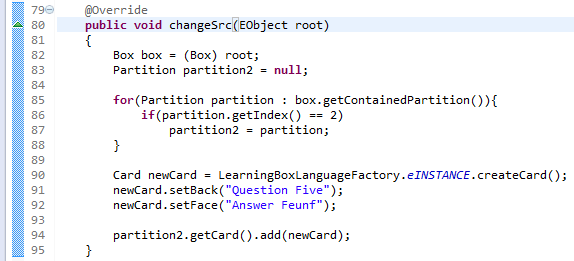 79 @Override
80 public void changeSrc(EObject root)
81 {
82 Box box = (Box) root;
83 Partition partition2 = null;
84
85 for(Partition partition : box.getContainedPartition()){
86 if(partition.getIndex() == 2)
87 partition2 = partition;
88 }
89
90 Card newCard = LearningBoxLanguageFactory.eINSTANCE.createCard();
91 newCard.setBack("Question Five");
92 newCard.setFace("Answer Feunf");
93
94 partition2.getCard().add(newCard);
95 }